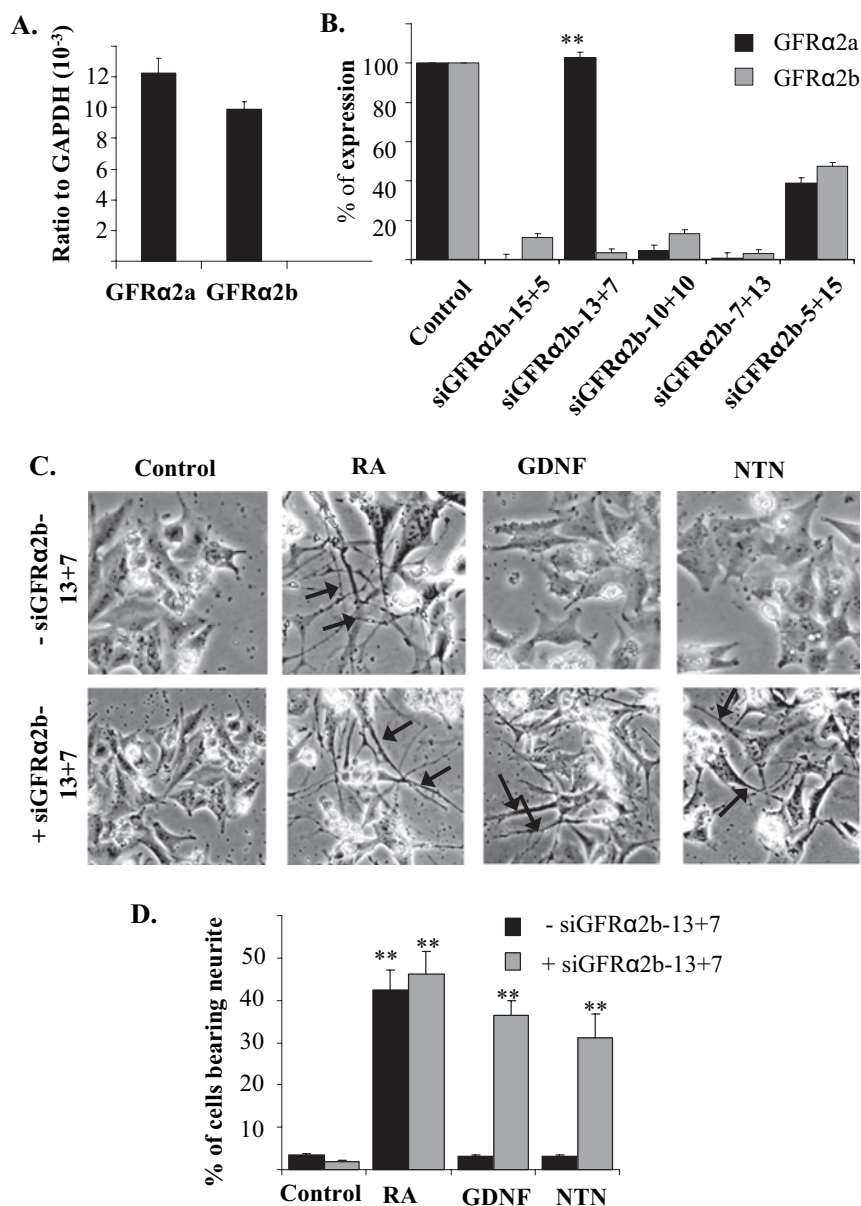 A.
Ratio to GAPDH (10-3)
12
10
8
6
4
2
GFRα2a GFRα2b
B.
GFRα2a
GFRα2b
% of expression
100
80
60
40
20
**
Control
siGFRα2b-15+5
siGFRα2b-13+7
siGFRα2b-10+10
siGFRα2b-7+13
siGFRα2b-5+15
C.
Control RA GDNF NTN
- siGFRα2b-
13+7
+ siGFRα2b-
13+7
D.
- siGFRα2b-13+7
+ siGFRα2b-13+7
% of cells bearing neurite
50
40
30
20
10
** ** ** **
Control RA GDNF NTN